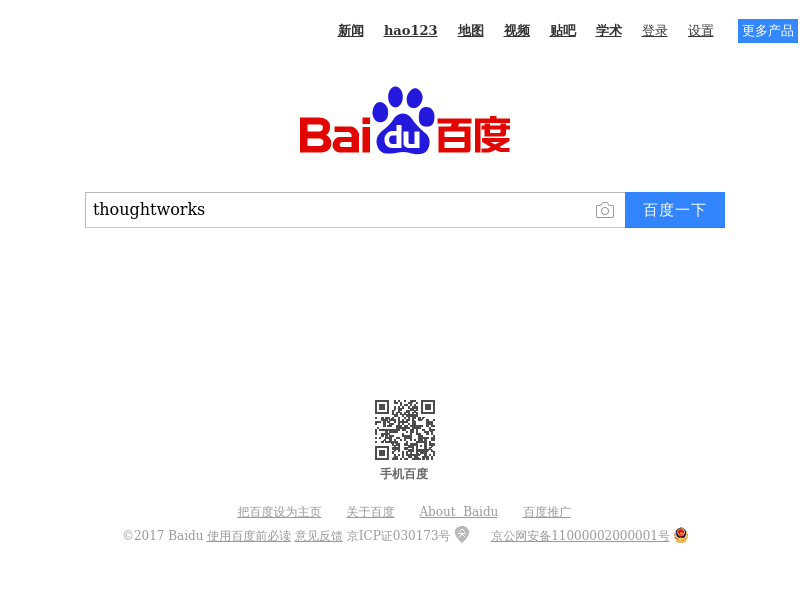 新闻 hao123 地图 视频 贴吧 学术 登录 设置 更多产品
Bai du 百度
thoughtworks 百度一下
手机百度
把百度设为主页 关于百度 About Baidu 百度推广
©2017 Baidu 使用百度前必读 意见反馈 京ICP证030173号 京公网安备11000002000001号